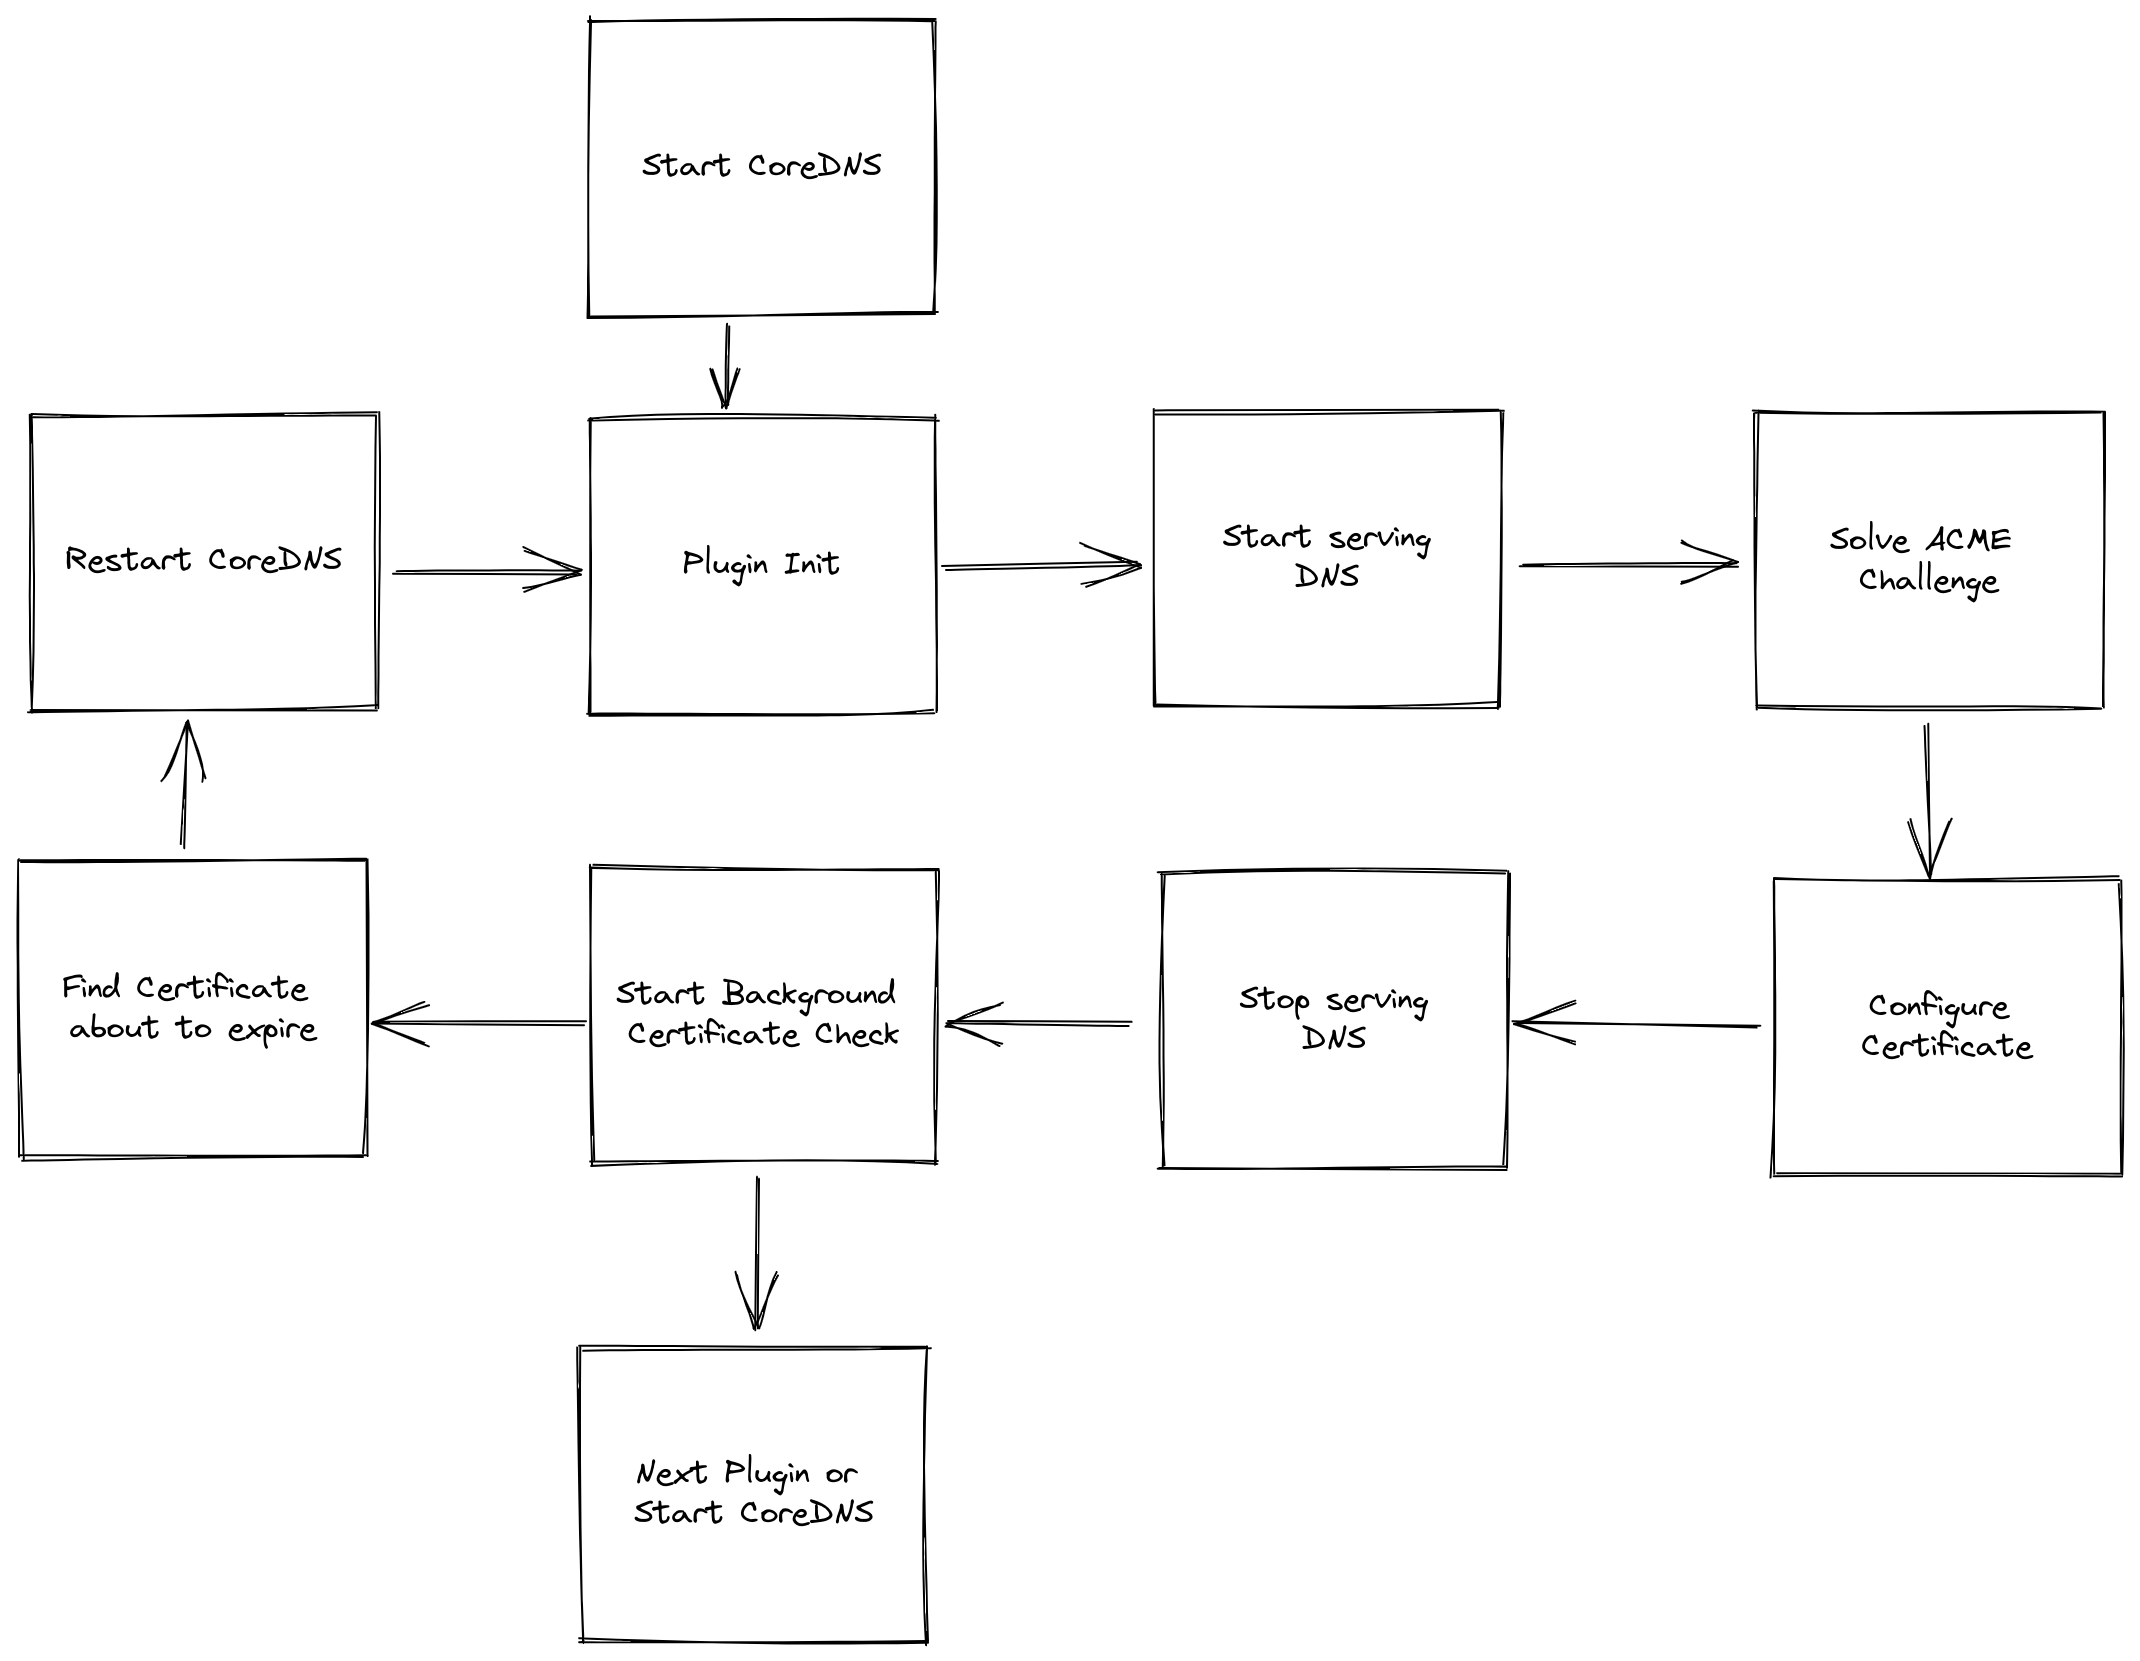 Start CoreDNS
Restart CoreDNS
Plugin Init
Start serving
DNS
Solve ACME
Challenge
Find Certificate
about to expire
Start Background
Certificate Check
Stop serving
DNS
Configure
Certificate
Next Plugin or
Start CoreDNS